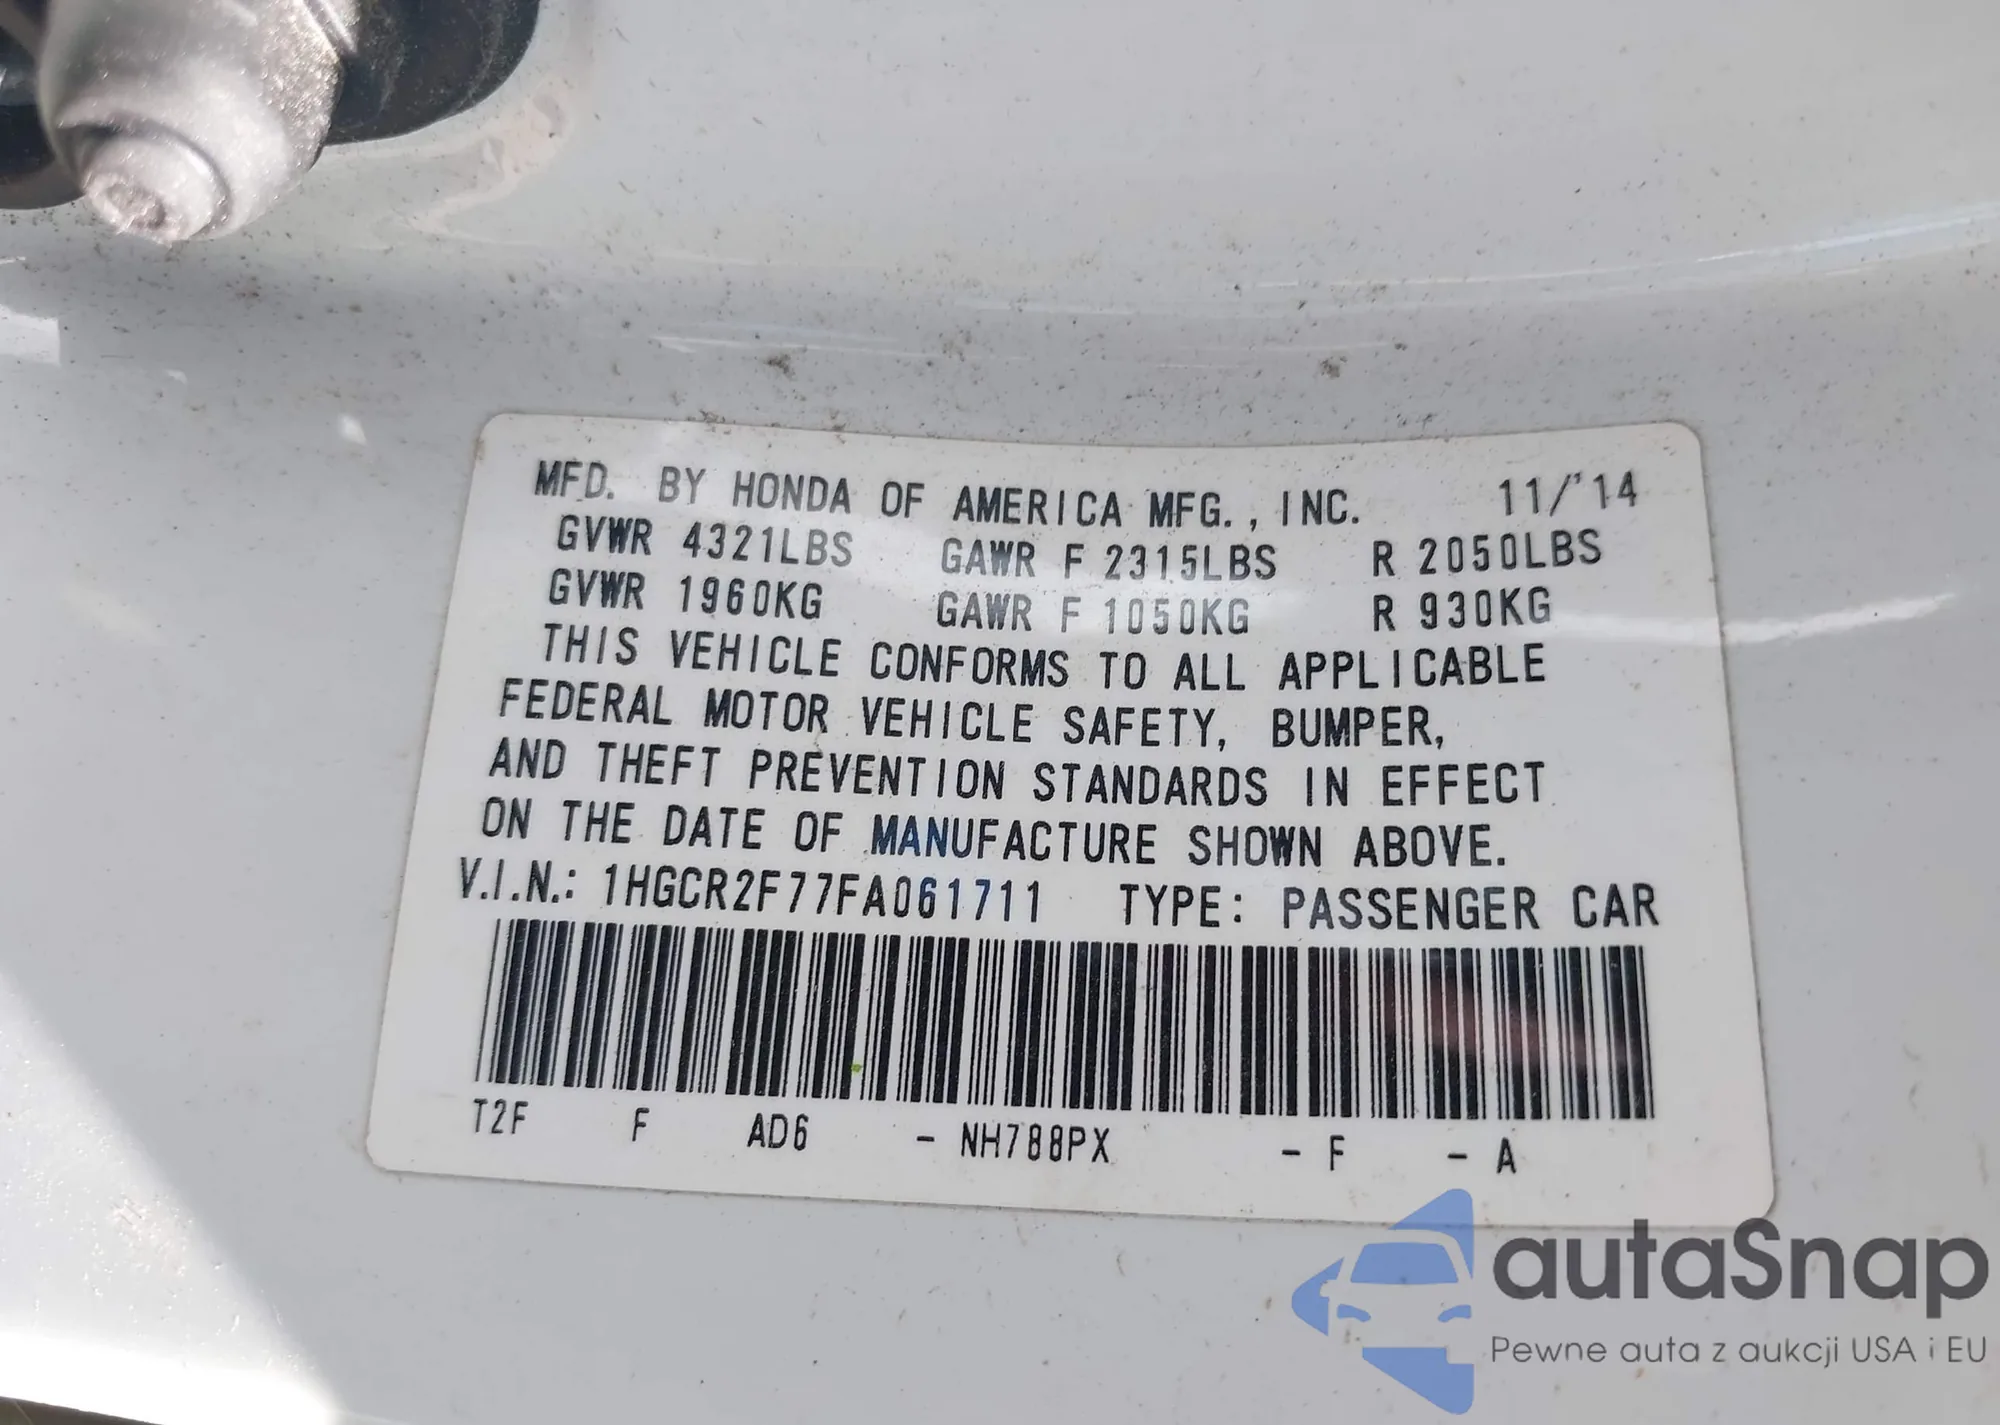 MFD. BY HONDA OF AMERICA MFG., INC. 11/'14
GVWR 4321LBS GAWR F 2315LBS R 2050LBS
GVWR 1960KG GAWR F 1050KG R 930KG
THIS VEHICLE CONFORMS TO ALL APPLICABLE
FEDERAL MOTOR VEHICLE SAFETY, BUMPER,
AND THEFT PREVENTION STANDARDS IN EFFECT
ON THE DATE OF MANUFACTURE SHOWN ABOVE.
V.I.N.: 1HGCR2F77FA061711 TYPE: PASSENGER CAR
T2F F AD6 - NH788PX - F - A
autaSnap
Pewne auta z aukcji USA i EU